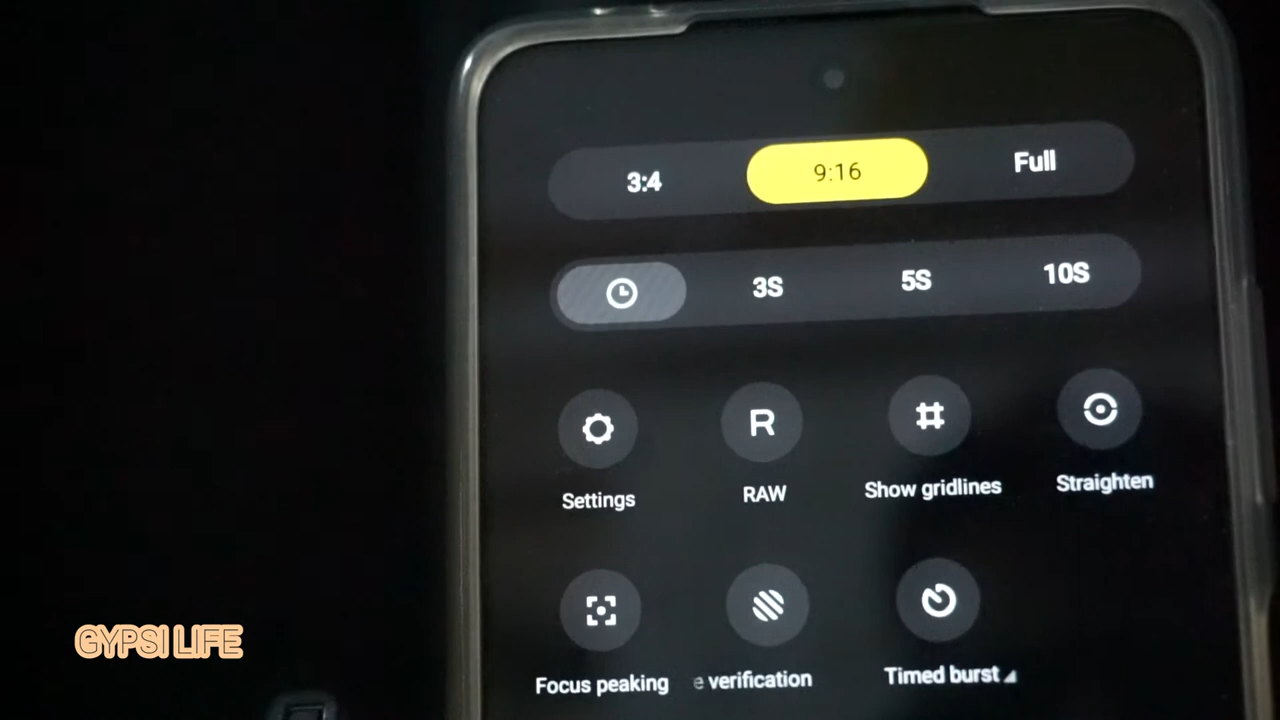 3:4 9:16 Full
3S 5S 10S
R
Settings RAW Show gridlines Straighten
Focus peaking e verification Timed burst
GYPSI LIFE